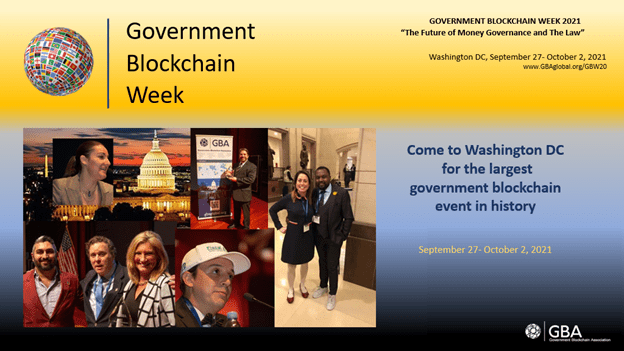 Government
Blockchain
Week
GOVERNMENT BLOCKCHAIN WEEK 2021
“The Future of Money Governance and The Law”
Washington DC, September 27- October 2, 2021
www.GBAglobal.org/GBW20
GBA
Come to Washington DC
for the largest
government blockchain
event in history
September 27- October 2, 2021
GBA
Government Blockchain Association